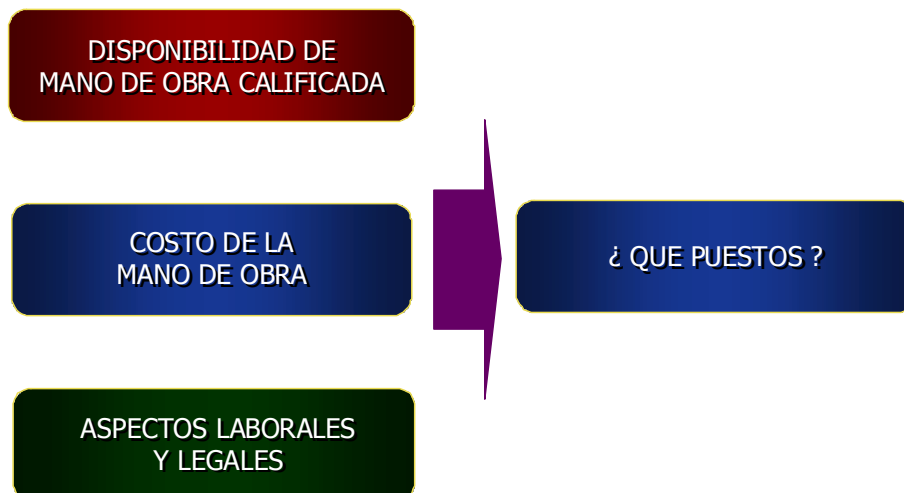 DISPONIBILIDAD DE
MANO DE OBRA CALIFICADA
COSTO DE LA
MANO DE OBRA
¿ QUE PUESTOS ?
ASPECTOS LABORALES
Y LEGALES